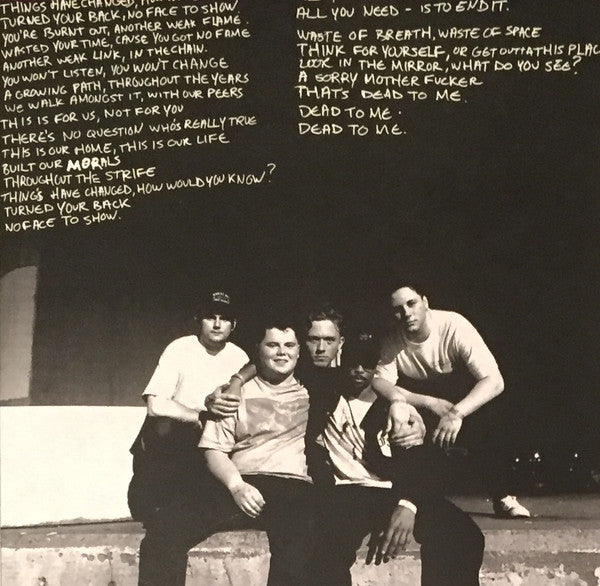 THINGS HAVE CHANGED,
TURNED YOUR BACK, NO FACE TO SHOW
YOU'RE BURNT OUT, ANOTHER WEAK FLAME.
WASTED YOUR TIME, CAUSE YOU GOT NO FAME
ANOTHER WEAK LINK, IN THE CHAIN.
YOU WON'T LISTEN, YOU WON'T CHANGE
A GROWING PATH, THROUGHOUT THE YEARS
WE WALK AMONGST IT, WITH OUR PEERS
THIS IS FOR US, NOT FOR YOU
THERE'S NO QUESTION WHO'S REALLY TRUE
THIS IS OUR HOME, THIS IS OUR LIFE
BUILT OUR MORALS
THROUGHOUT THE STRIFE
THINGS HAVE CHANGED, HOW WOULD YOU KNOW?
TURNED YOUR BACK
NO FACE TO SHOW.
ALL YOU NEED - IS TO END IT.
WASTE OF BREATH, WASTE OF SPACE
THINK FOR YOURSELF, OR GET OUTTA THIS PLAC
LOOK IN THE MIRROR, WHAT DO YOU SEE?
A SORRY MOTHER FUCKER
THAT'S DEAD TO ME.
DEAD TO ME.
DEAD TO ME.